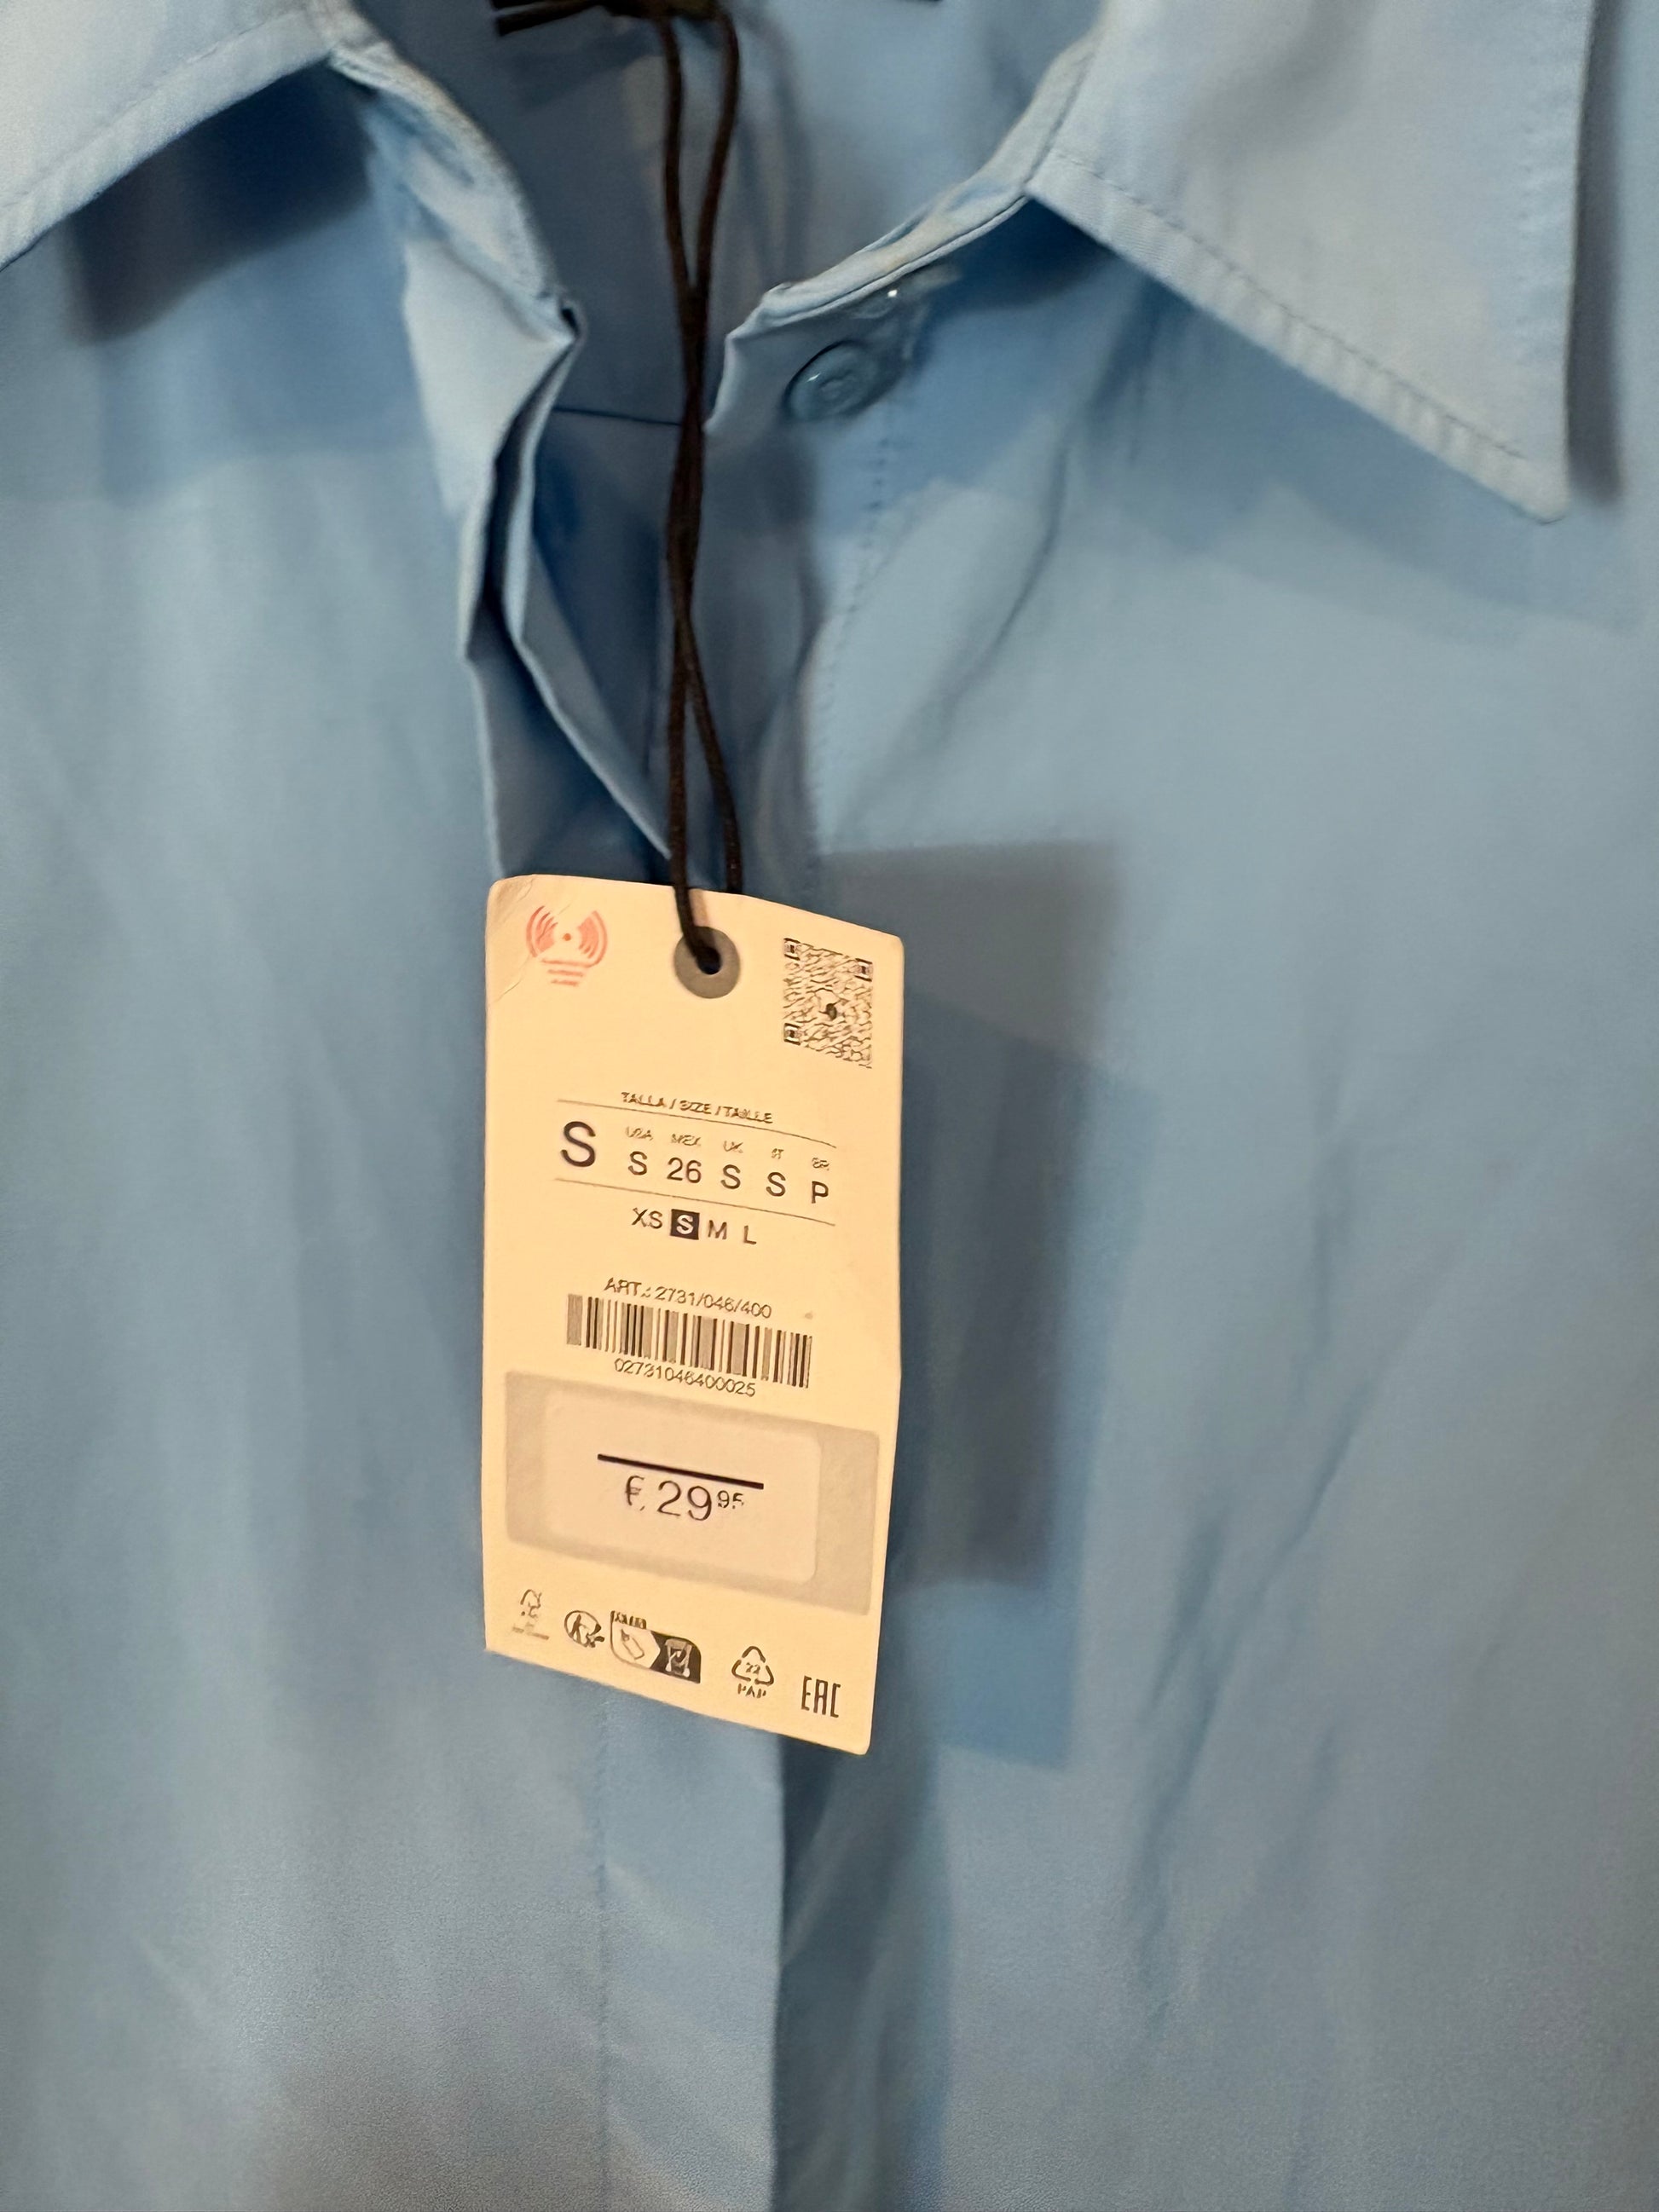 TALLA / SIZE / TAILLE
USA MEX UK IT BR
S S 26 S S P
XS S M L
ART.: 2731/046/400
02731046400025
€ 29 95
22
PAP
EAC